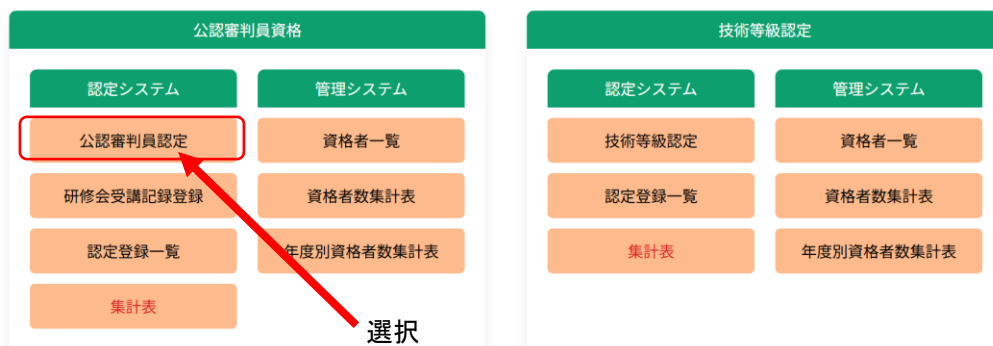 公認審判員資格
認定システム
管理システム
公認審判員認定
資格者一覧
研修会受講記録登録
資格者数集計表
認定登録一覧
年度別資格者数集計表
集計表
選択
技術等級認定
認定システム
管理システム
技術等級認定
資格者一覧
認定登録一覧
資格者数集計表
集計表
年度別資格者数集計表